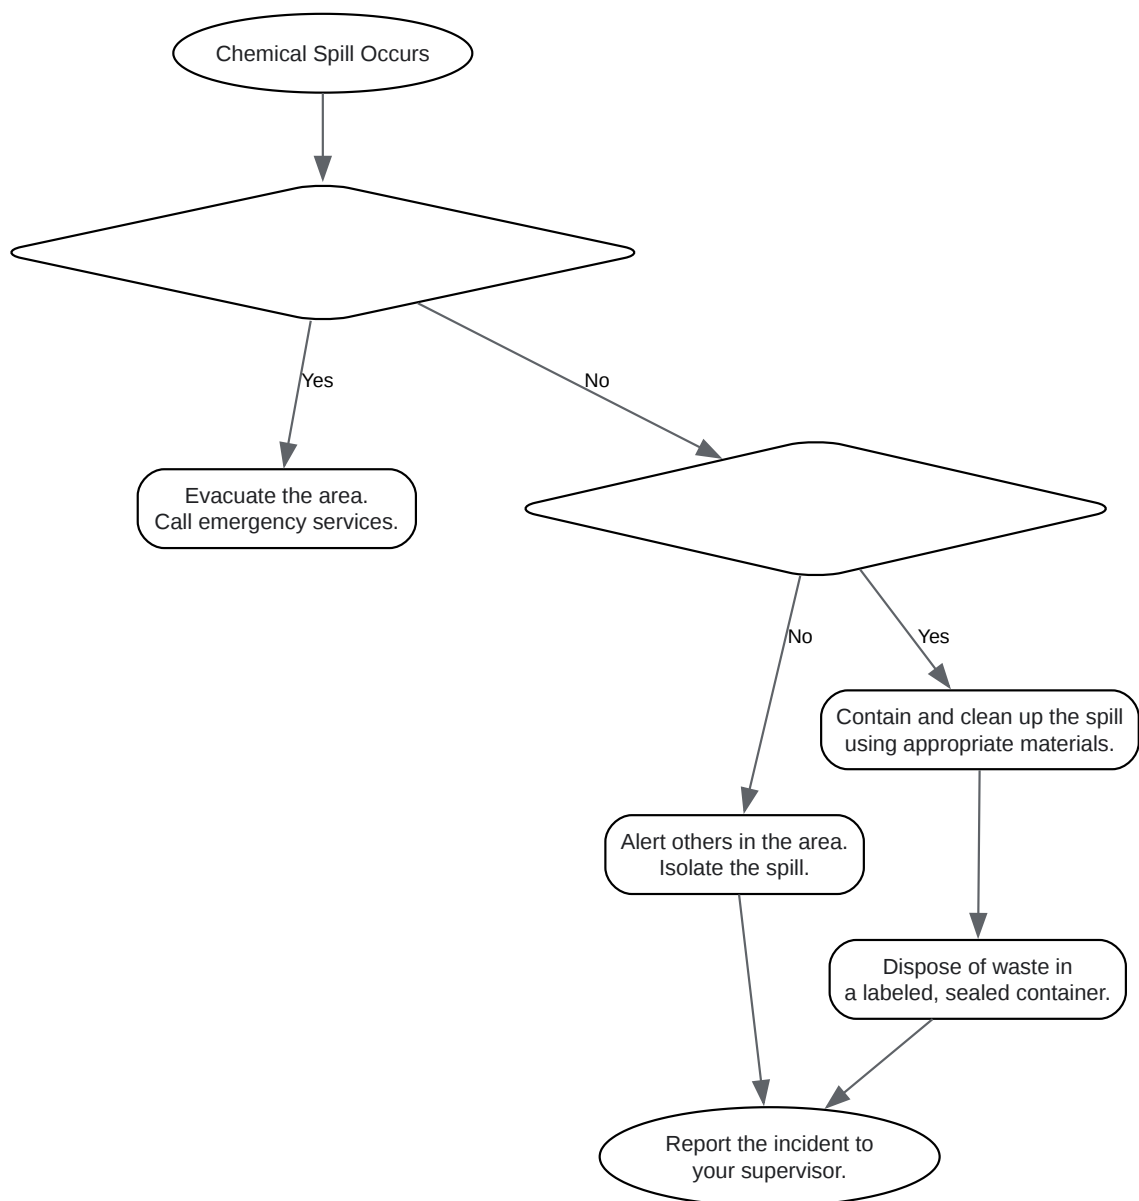 Chemical Spill Occurs
Yes
No
Evacuate the area.
Call emergency services.
No
Yes
Contain and clean up the spill
using appropriate materials.
Alert others in the area.
Isolate the spill.
Dispose of waste in
a labeled, sealed container.
Report the incident to
your supervisor.